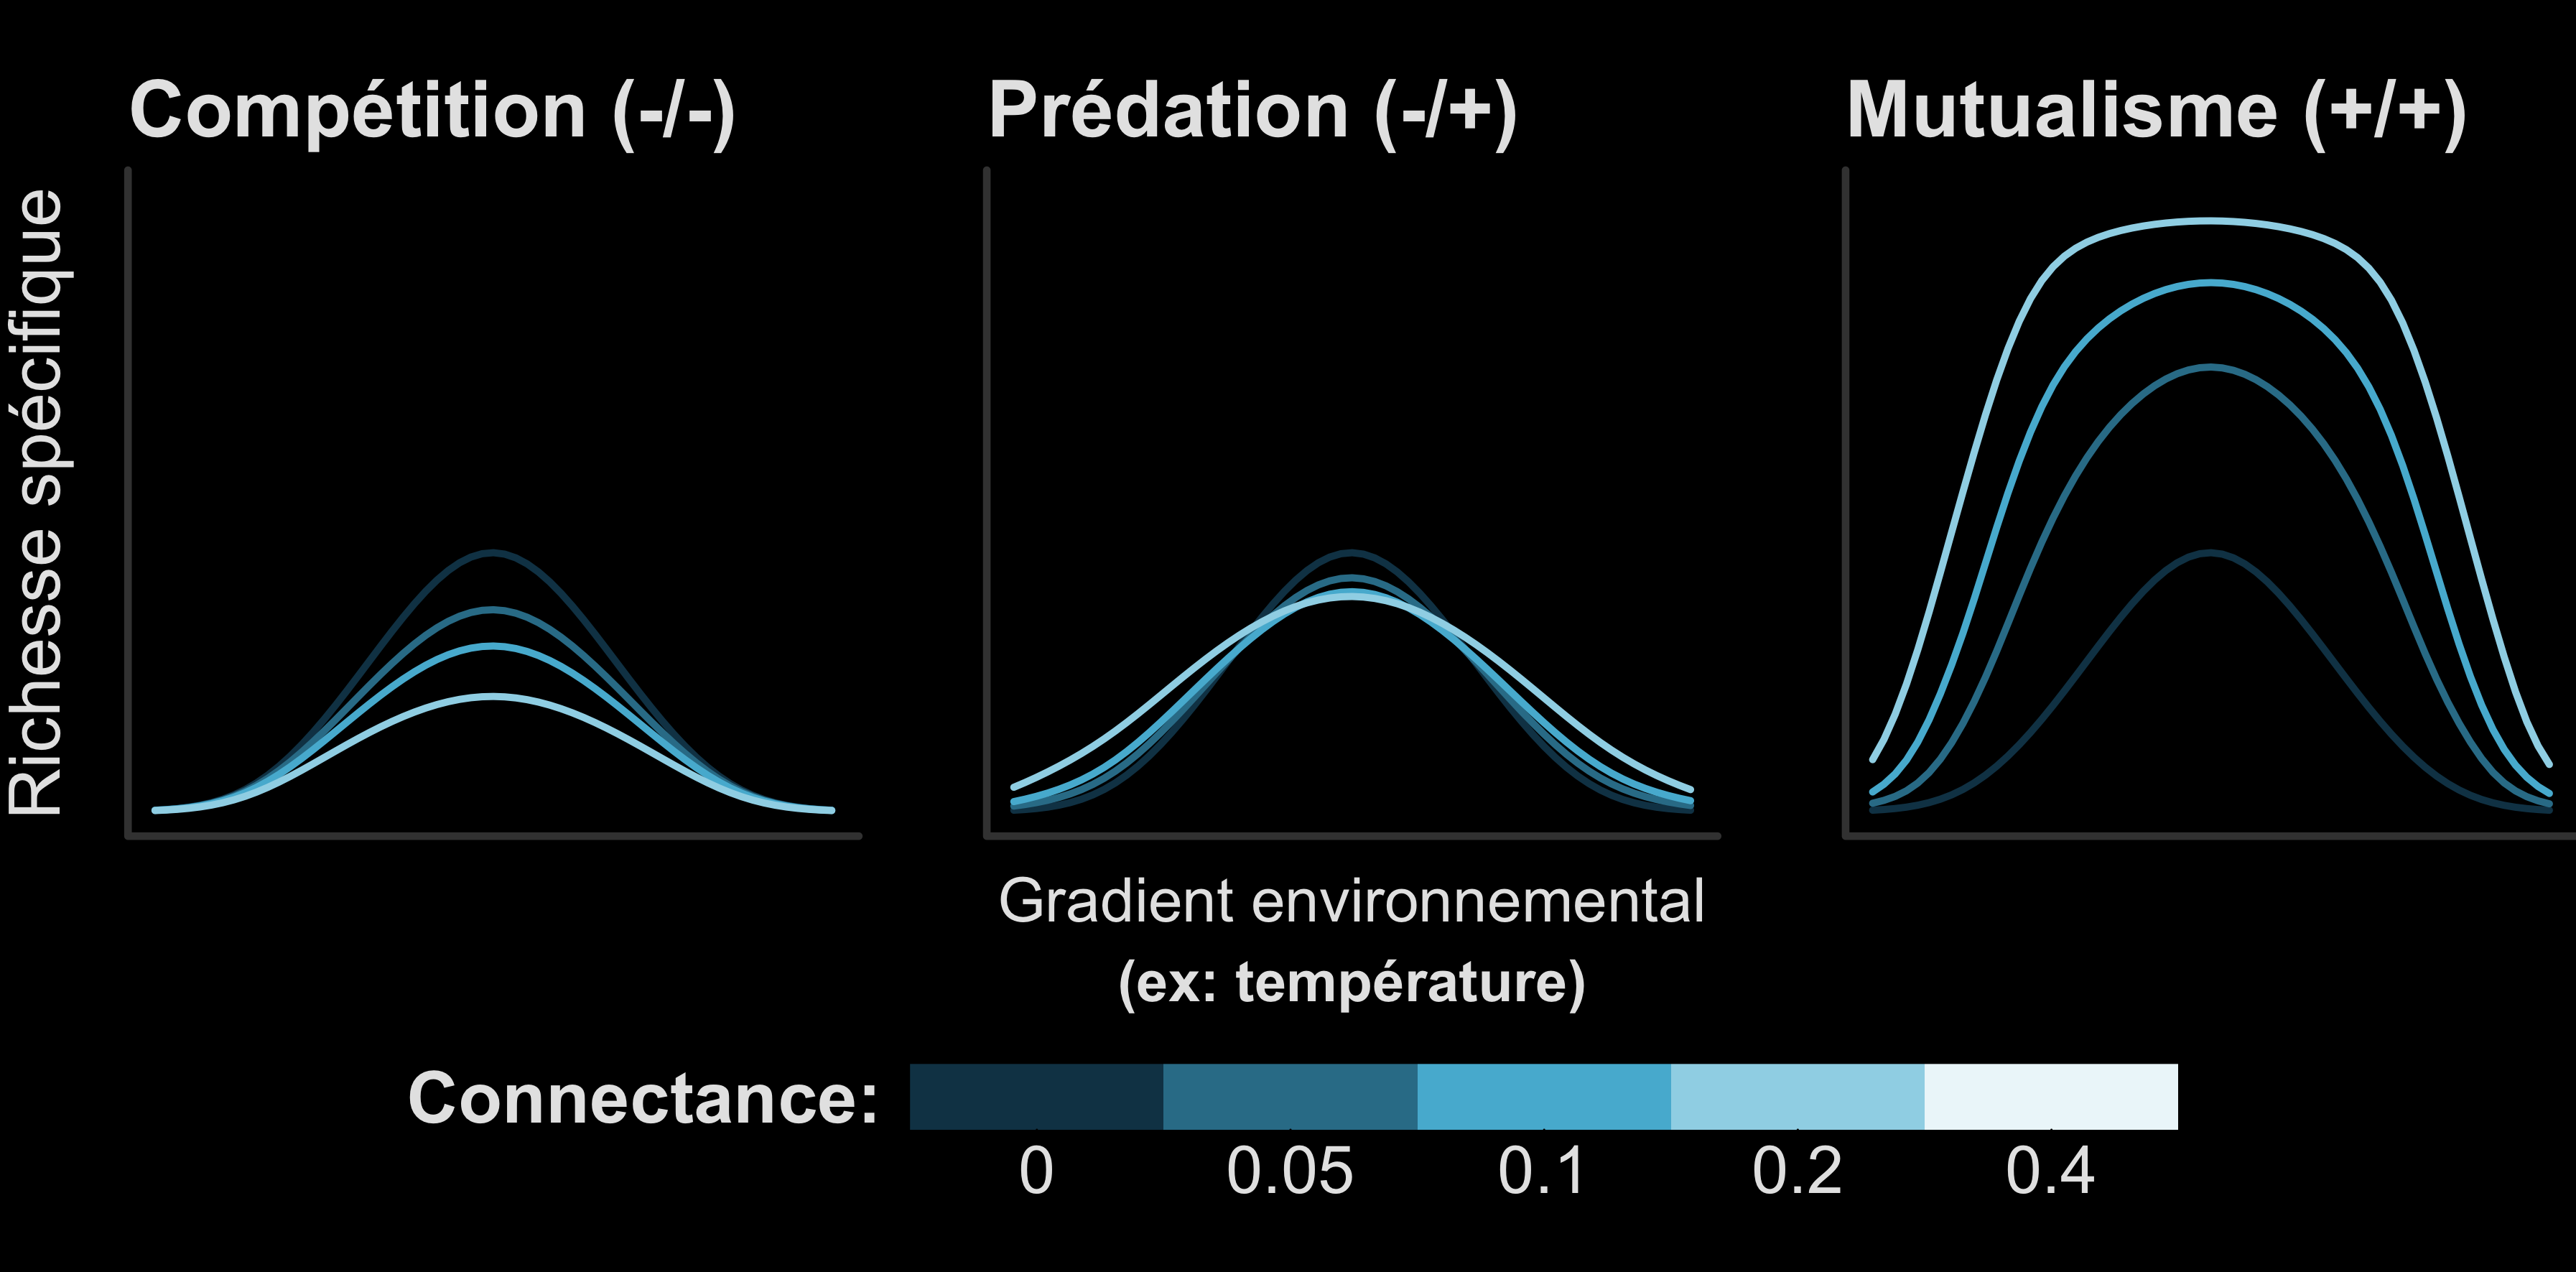 Compétition (-/-)
Prédation (-/+)
Mutualisme (+/+)
Richesse spécifique
Gradient environnemental
(ex: température)
Connectance:
0
0.05
0.1
0.2
0.4